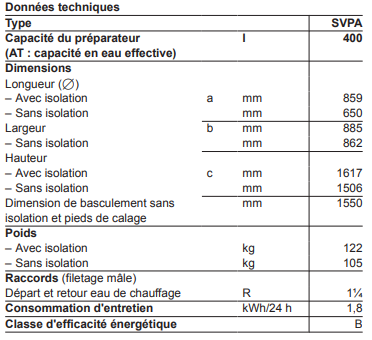 Données techniques
Type SVPA
Capacité du préparateur l 400
(AT : capacité en eau effective)
Dimensions
Longueur (∅)
– Avec isolation a mm 859
– Sans isolation mm 650
Largeur b mm 885
– Sans isolation mm 862
Hauteur
– Avec isolation c mm 1617
– Sans isolation mm 1506
Dimension de basculement sans mm 1550
isolation et pieds de calage
Poids
– Avec isolation kg 122
– Sans isolation kg 105
Raccords (filetage mâle)
Départ et retour eau de chauffage R 1¼
Consommation d'entretien kWh/24 h 1,8
Classe d'efficacité énergétique B